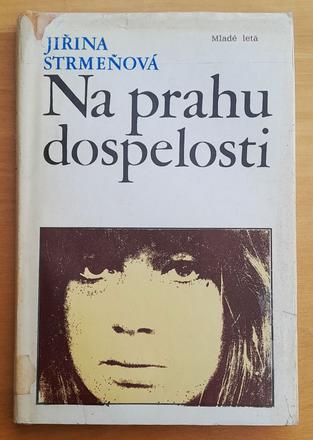 JIŘINA
STRMEŇOVÁ
Mladé letá
Na prahu
dospelosti